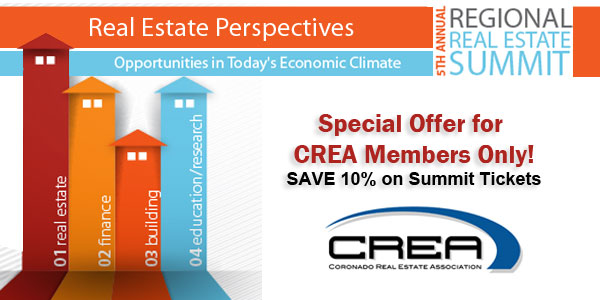 Real Estate Perspectives
Opportunities in Today's Economic Climate
5TH ANNUAL
REGIONAL
REAL ESTATE
SUMMIT
01 real estate
02 finance
03 building
04 education/research
Special Offer for
CREA Members Only!
SAVE 10% on Summit Tickets
CREA
CORONADO REAL ESTATE ASSOCIATION